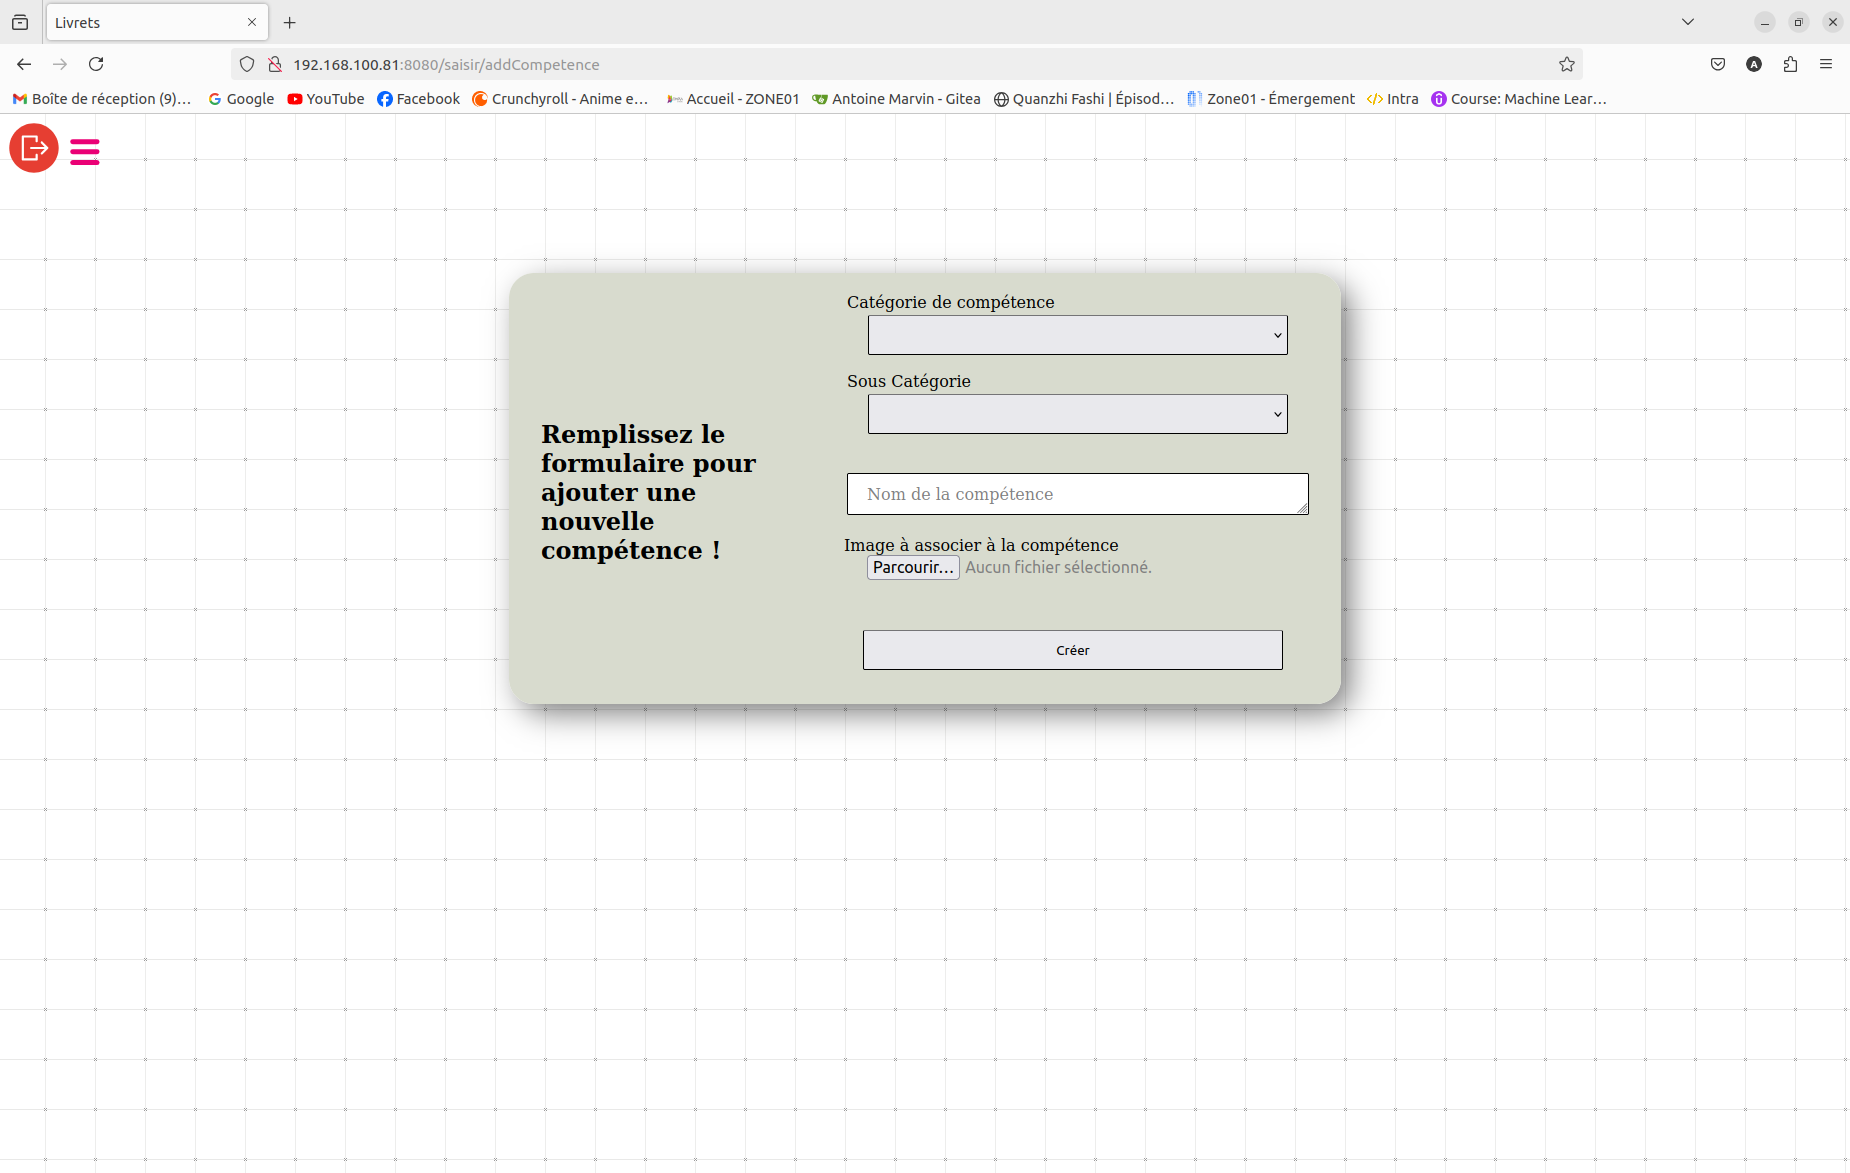 Livrets
192.168.100.81:8080/saisir/addCompetence
A
Boîte de réception (9)… Google YouTube Facebook Crunchyroll - Anime e… Accueil - ZONE01 Antoine Marvin - Gitea Quanzhi Fashi | Épisod… Zone01 - Émergement Intra Course: Machine Lear…
Remplissez le
formulaire pour
ajouter une
nouvelle
compétence !
Catégorie de compétence
Sous Catégorie
Nom de la compétence
Image à associer à la compétence
Parcourir… Aucun fichier sélectionné.
Créer